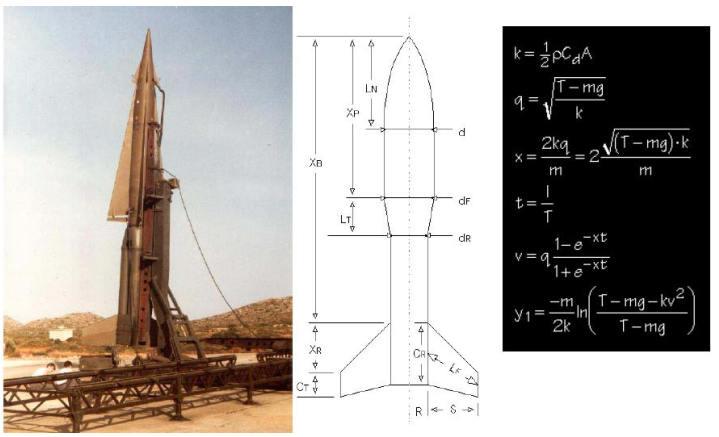 LN
XP
d
XB
dF
LT
dR
XR
CR
LF
CT
R
S
k = ½ρC_dA
q = √((T − mg)/k)
x = 2kq/m = 2 √((T − mg)·k)/m
t = I/T
v = q (1 − e^−xt)/(1 + e^−xt)
y₁ = −m/2k ln((T − mg − kv²)/(T − mg))